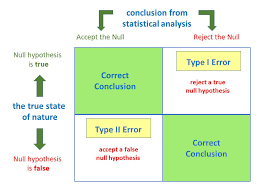 conclusion from
statistical analysis
Accept the Null
Reject the Null
Null hypothesis
is true
the true state
of nature
Null hypothesis
is false
Correct
Conclusion
Type I Error
reject a true
null hypothesis
Type II Error
accept a false
null hypothesis
Correct
Conclusion